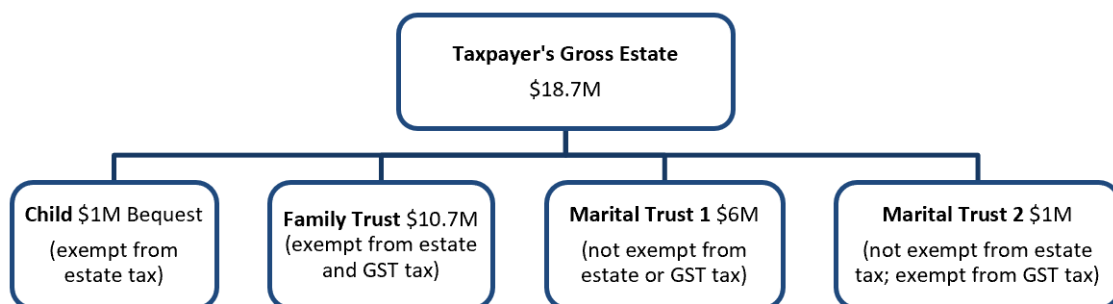 Taxpayer's Gross Estate
$18.7M
Child $1M Bequest
(exempt from
estate tax)
Family Trust $10.7M
(exempt from estate
and GST tax)
Marital Trust 1 $6M
(not exempt from
estate or GST tax)
Marital Trust 2 $1M
(not exempt from estate
tax; exempt from GST tax)